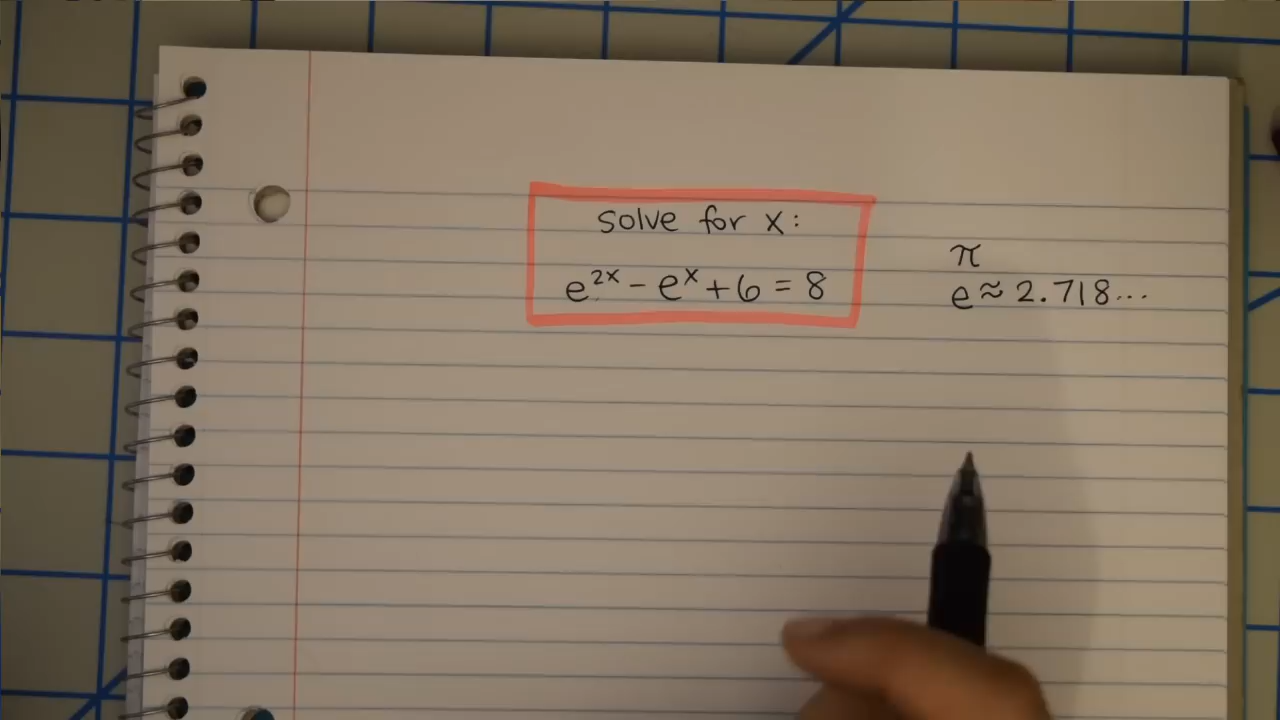 solve for x:
e^{2x} - e^x + 6 = 8
π
e ≈ 2.718...